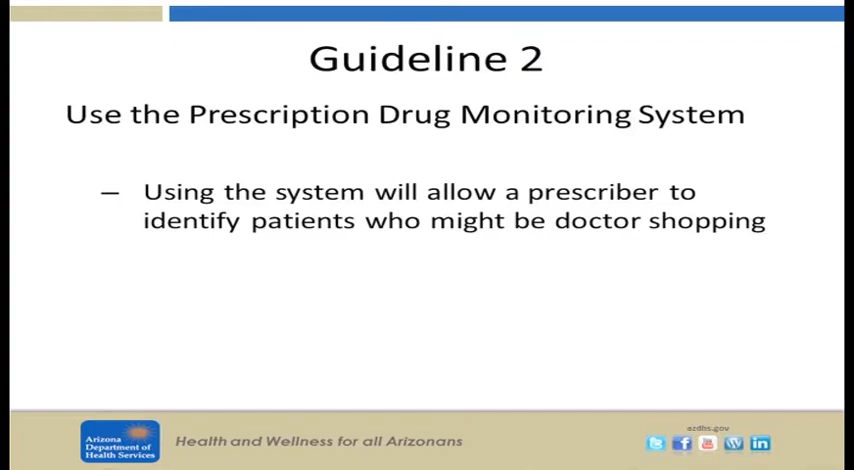 Guideline 2
Use the Prescription Drug Monitoring System
– Using the system will allow a prescriber to
identify patients who might be doctor shopping
Arizona
Department of
Health Services
Health and Wellness for all Arizonans
azdhs.gov